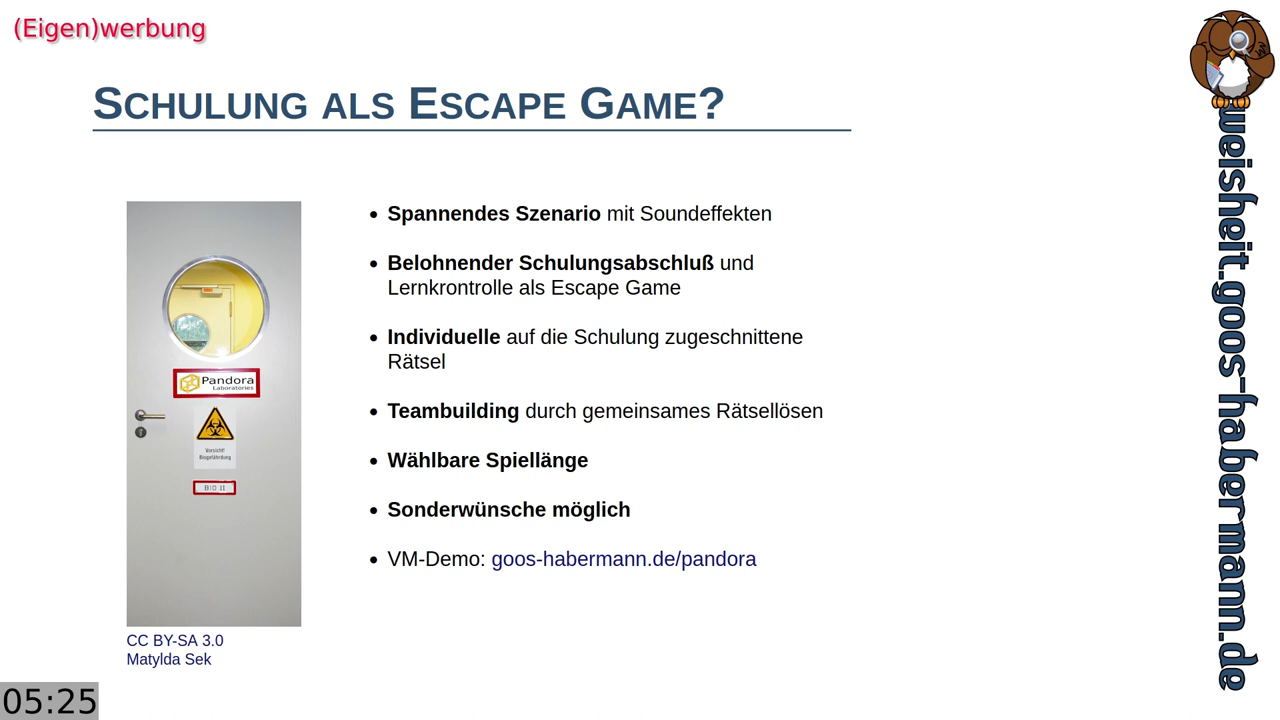 (Eigen)werbung
SCHULUNG ALS ESCAPE GAME?
• Spannendes Szenario mit Soundeffekten
• Belohnender Schulungsabschluß und
Lernkrontrolle als Escape Game
• Individuelle auf die Schulung zugeschnittene
Rätsel
• Teambuilding durch gemeinsames Rätsellösen
• Wählbare Spiellänge
• Sonderwünsche möglich
• VM-Demo: goos-habermann.de/pandora
Pandora
Laboratories
Vorsicht!
Biogefährdung
BIO II
CC BY-SA 3.0
Matylda Sek
05:25
weisheit.goos-habermann.de